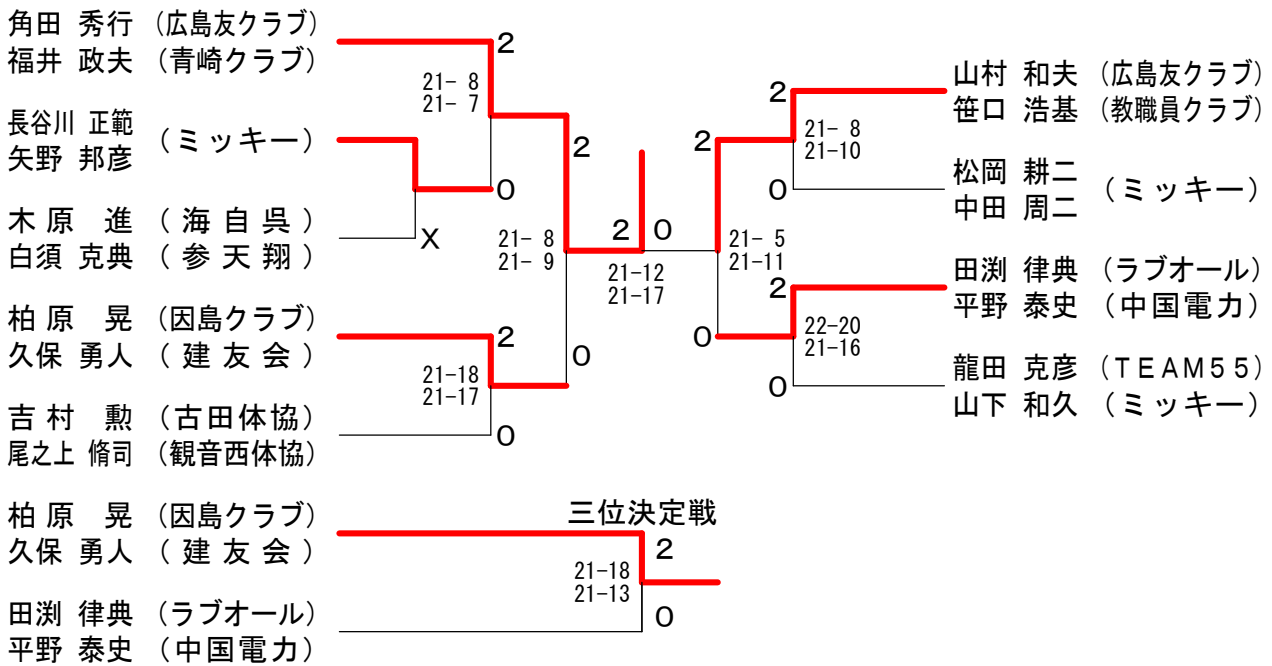 角田 秀行 (広島友クラブ)
福井 政夫 (青崎クラブ)
2
21- 8
21- 7
長谷川 正範
矢野 邦彦
(ミッキー)
0
木原 進 (海自呉)
白須 克典 (参天翔)
X
2
21- 8
21- 9
0
柏原 晃 (因島クラブ)
久保 勇人 (建友会)
2
21-18
21-17
吉村 勲 (古田体協)
尾之上 脩司 (観音西体協)
0
2 0
21-12
21-17
山村 和夫 (広島友クラブ)
笹口 浩基 (教職員クラブ)
2
21- 8
21-10
松岡 耕二
中田 周二
(ミッキー)
0
2
21- 5
21-11
0
田渕 律典 (ラブオール)
平野 泰史 (中国電力)
2
22-20
21-16
龍田 克彦 (TEAM55)
山下 和久 (ミッキー)
0
三位決定戦
柏原 晃 (因島クラブ)
久保 勇人 (建友会)
2
21-18
21-13
0
田渕 律典 (ラブオール)
平野 泰史 (中国電力)